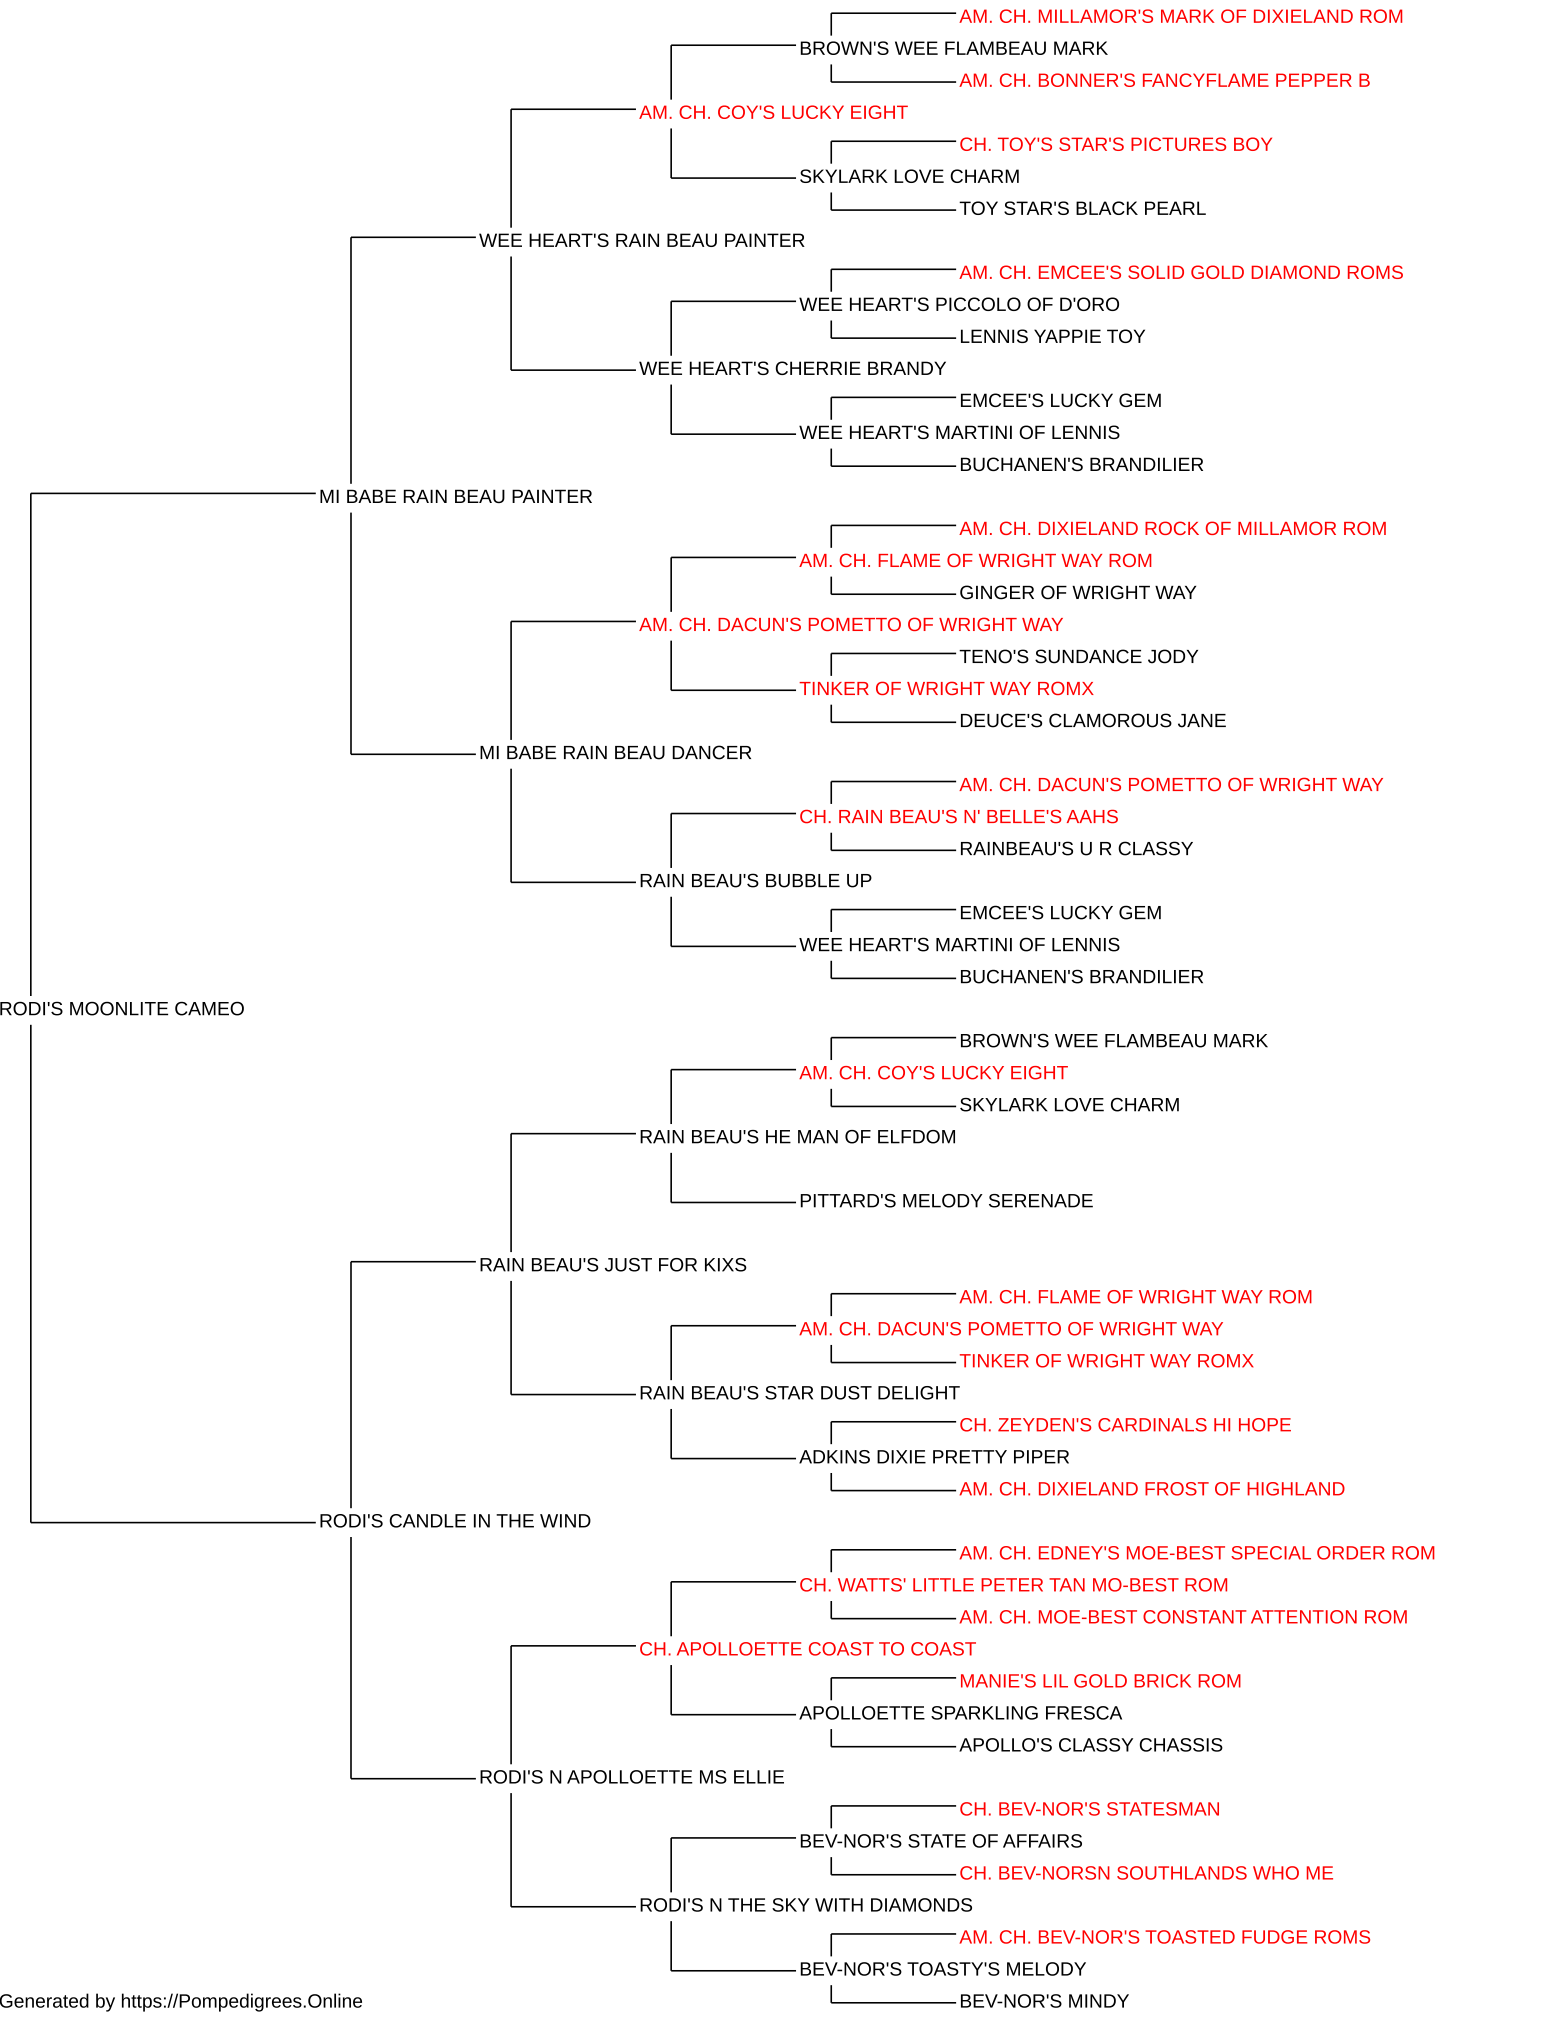 AM. CH. MILLAMOR'S MARK OF DIXIELAND ROM
BROWN'S WEE FLAMBEAU MARK
AM. CH. BONNER'S FANCYFLAME PEPPER B
AM. CH. COY'S LUCKY EIGHT
CH. TOY'S STAR'S PICTURES BOY
SKYLARK LOVE CHARM
TOY STAR'S BLACK PEARL
WEE HEART'S RAIN BEAU PAINTER
AM. CH. EMCEE'S SOLID GOLD DIAMOND ROMS
WEE HEART'S PICCOLO OF D'ORO
LENNIS YAPPIE TOY
WEE HEART'S CHERRIE BRANDY
EMCEE'S LUCKY GEM
WEE HEART'S MARTINI OF LENNIS
BUCHANEN'S BRANDILIER
MI BABE RAIN BEAU PAINTER
AM. CH. DIXIELAND ROCK OF MILLAMOR ROM
AM. CH. FLAME OF WRIGHT WAY ROM
GINGER OF WRIGHT WAY
AM. CH. DACUN'S POMETTO OF WRIGHT WAY
TENO'S SUNDANCE JODY
TINKER OF WRIGHT WAY ROMX
DEUCE'S CLAMOROUS JANE
MI BABE RAIN BEAU DANCER
AM. CH. DACUN'S POMETTO OF WRIGHT WAY
CH. RAIN BEAU'S N' BELLE'S AAHS
RAINBEAU'S U R CLASSY
RAIN BEAU'S BUBBLE UP
EMCEE'S LUCKY GEM
WEE HEART'S MARTINI OF LENNIS
BUCHANEN'S BRANDILIER
RODI'S MOONLITE CAMEO
BROWN'S WEE FLAMBEAU MARK
AM. CH. COY'S LUCKY EIGHT
SKYLARK LOVE CHARM
RAIN BEAU'S HE MAN OF ELFDOM
PITTARD'S MELODY SERENADE
RAIN BEAU'S JUST FOR KIXS
AM. CH. FLAME OF WRIGHT WAY ROM
AM. CH. DACUN'S POMETTO OF WRIGHT WAY
TINKER OF WRIGHT WAY ROMX
RAIN BEAU'S STAR DUST DELIGHT
CH. ZEYDEN'S CARDINALS HI HOPE
ADKINS DIXIE PRETTY PIPER
AM. CH. DIXIELAND FROST OF HIGHLAND
RODI'S CANDLE IN THE WIND
AM. CH. EDNEY'S MOE-BEST SPECIAL ORDER ROM
CH. WATTS' LITTLE PETER TAN MO-BEST ROM
AM. CH. MOE-BEST CONSTANT ATTENTION ROM
CH. APOLLOETTE COAST TO COAST
MANIE'S LIL GOLD BRICK ROM
APOLLOETTE SPARKLING FRESCA
APOLLO'S CLASSY CHASSIS
RODI'S N APOLLOETTE MS ELLIE
CH. BEV-NOR'S STATESMAN
BEV-NOR'S STATE OF AFFAIRS
CH. BEV-NORSN SOUTHLANDS WHO ME
RODI'S N THE SKY WITH DIAMONDS
AM. CH. BEV-NOR'S TOASTED FUDGE ROMS
BEV-NOR'S TOASTY'S MELODY
BEV-NOR'S MINDY
Generated by https://Pompedigrees.Online